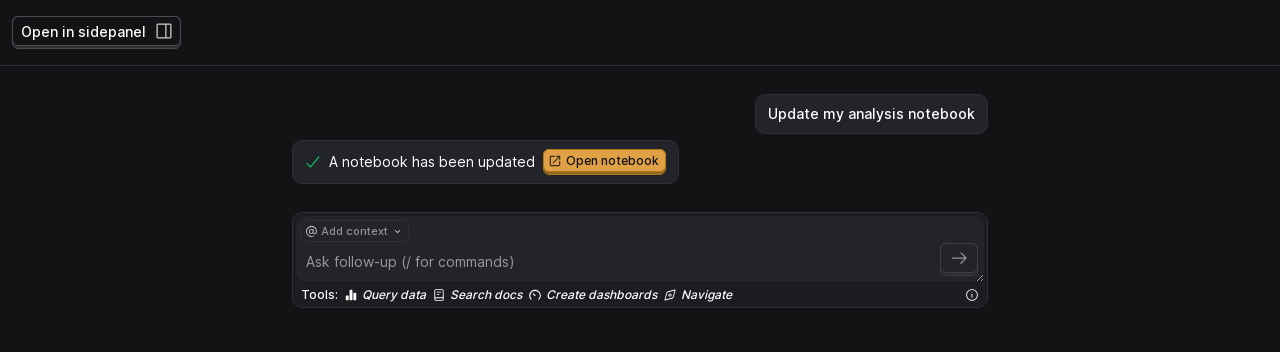 Open in sidepanel
Update my analysis notebook
A notebook has been updated Open notebook
@ Add context
Ask follow-up (/ for commands)
Tools: Query data Search docs Create dashboards Navigate